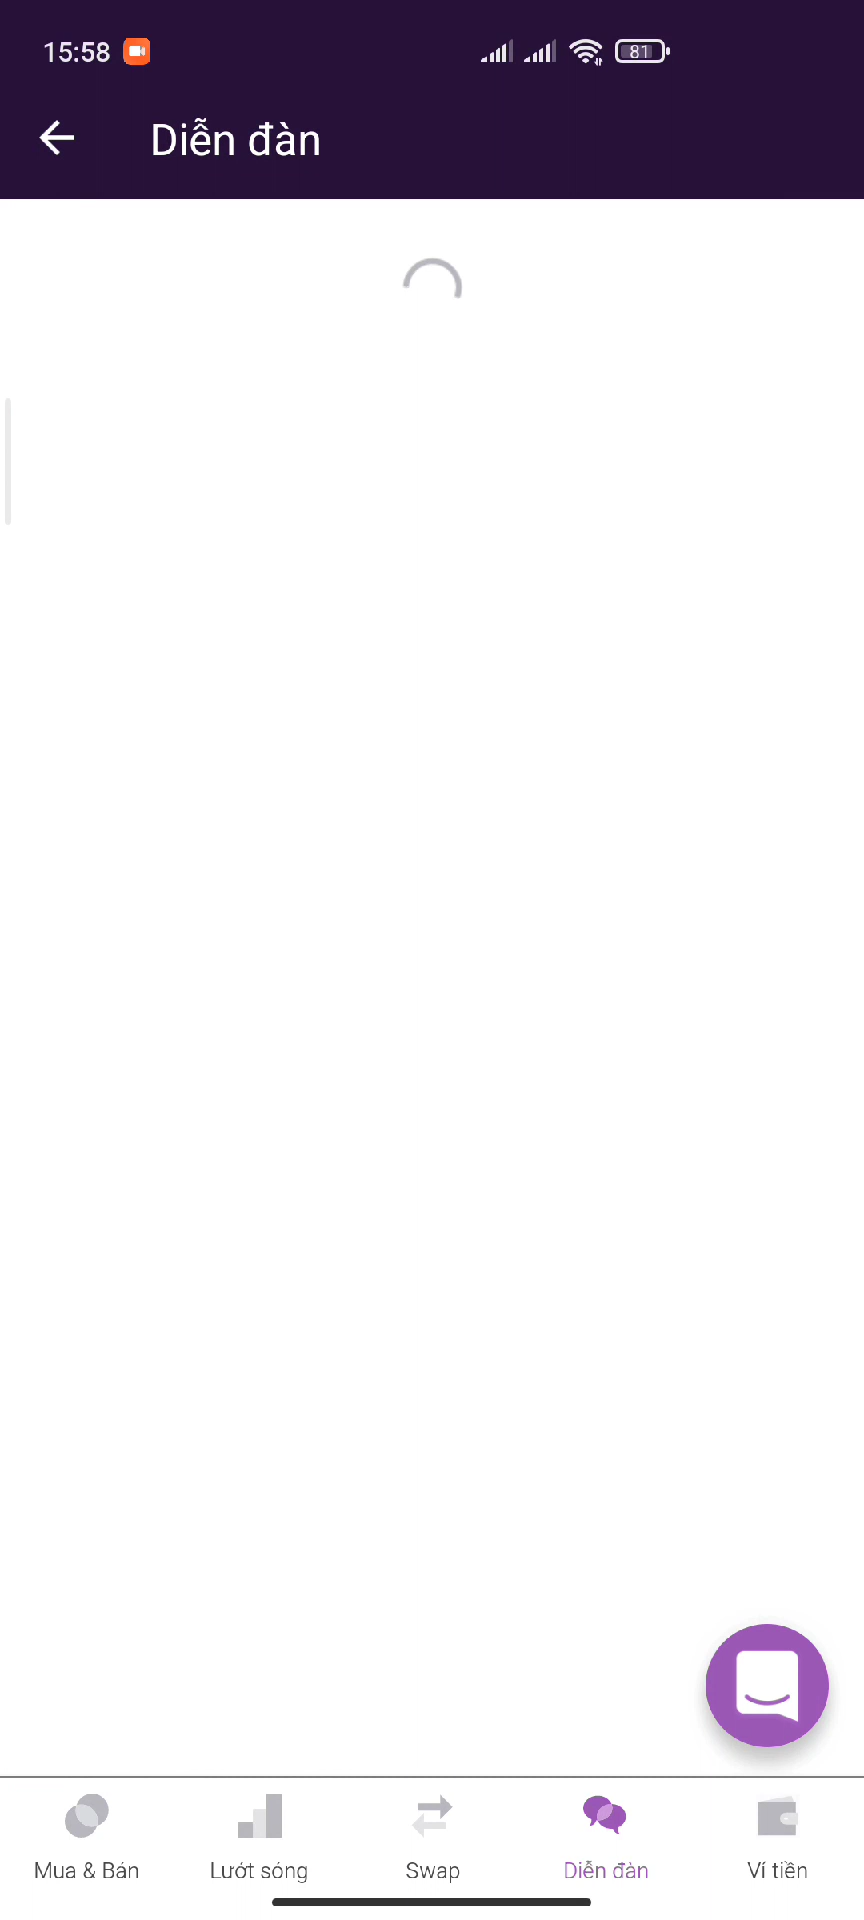 15:58
81
Diễn đàn
Mua & Bán
Lướt sóng
Swap
Diễn đàn
Ví tiền